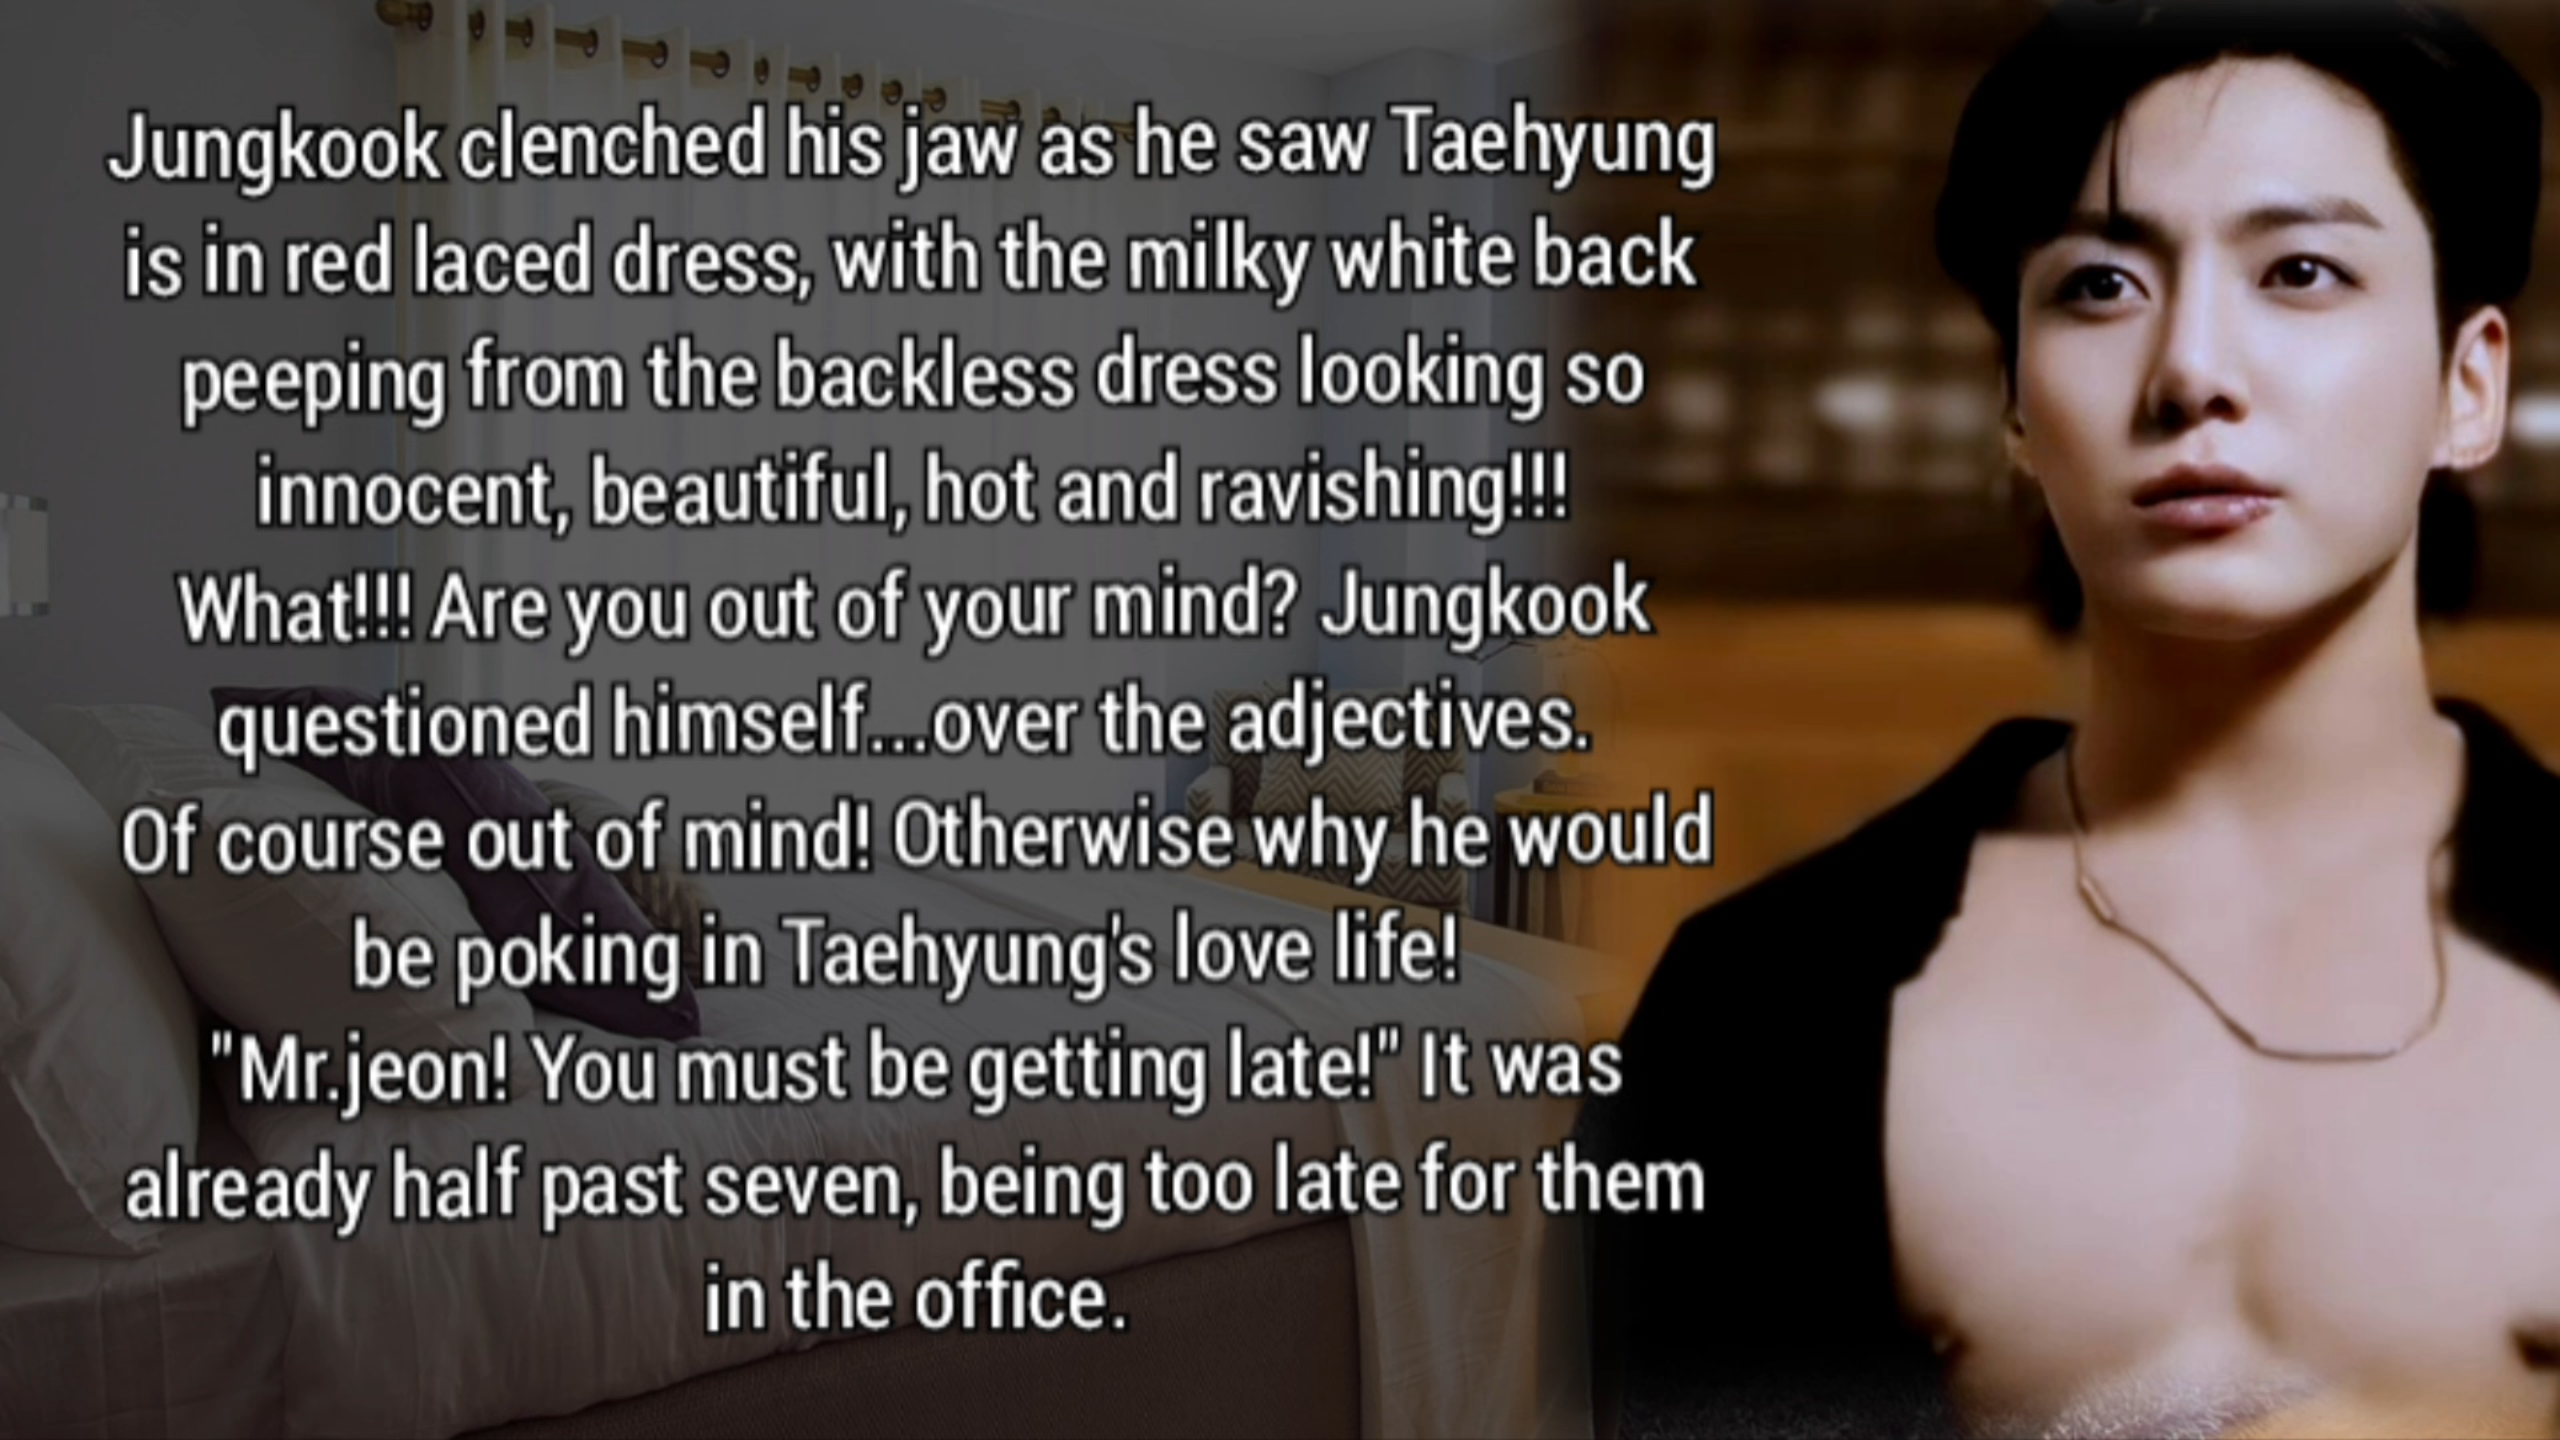 Jungkook clenched his jaw as he saw Taehyung
is in red laced dress, with the milky white back
peeping from the backless dress looking so
innocent, beautiful, hot and ravishing!!!
What!!! Are you out of your mind? Jungkook
questioned himself...over the adjectives.
Of course out of mind! Otherwise why he would
be poking in Taehyung's love life!
"Mr.jeon! You must be getting late!" It was
already half past seven, being too late for them
in the office.